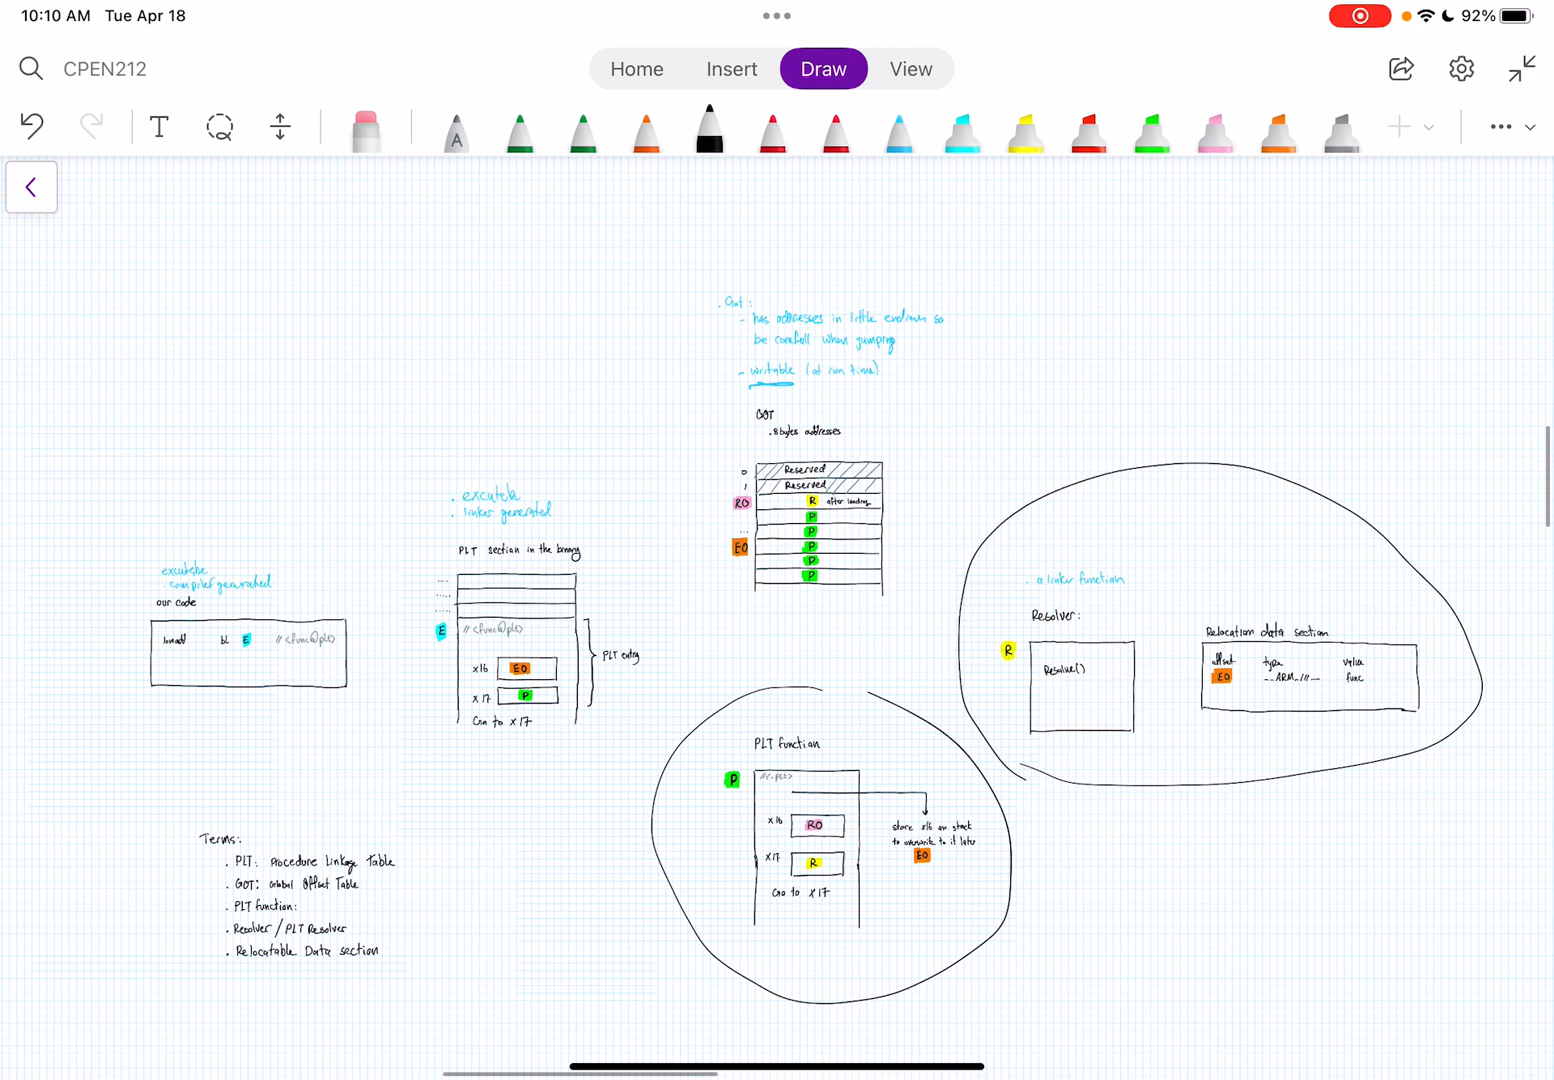 10:10 AM Tue Apr 18
92%
CPEN212
Home Insert Draw View
T
A
. Got :
- has addresses in little endian so
be carefull when jumping
- writable (at run time)
GOT
. 8 bytes addresses
0 Reserved
1 Reserved
RO R after loading
P
... P
EO P
P
P
. excutable
. linker generated
PLT section in the binary
....
.....
.....
E // <func@plt>
x16 EO
x17 P
Go to x17
PLT entry
excutable
- compiler generated
our code
bl E // <func@plt>
. a linker function
Resolver:
R
Resolve()
Relocation data section
offset type value
EO --ARM-//-- func
PLT function
P //<.plt>
x16 RO
x17 R
Go to x17
store x16 on stack
to overwrite to it later
EO
Terms:
. PLT: Procedure Linkage Table
. GOT: Global Offset Table
. PLT function:
. Resolver / PLT Resolver
. Relocatable Data section